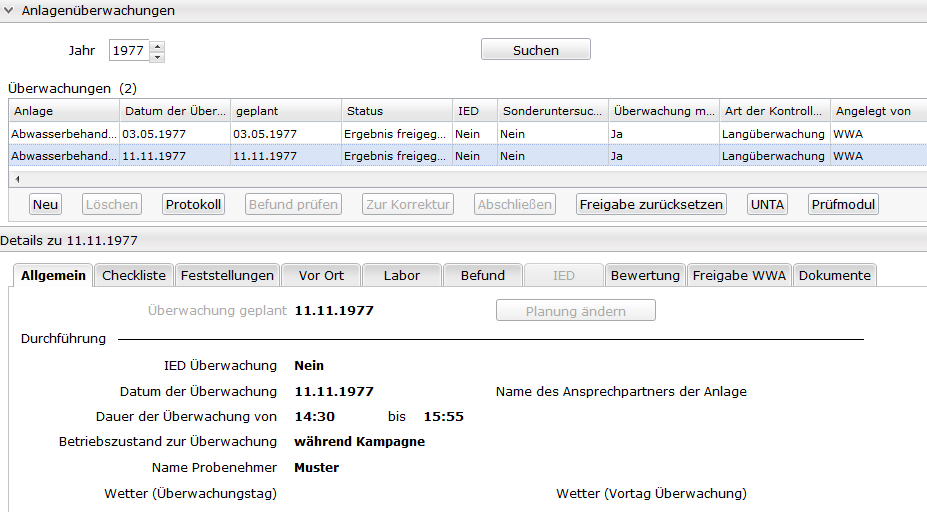 Anlagenüberwachungen
Jahr 1977 Suchen
Überwachungen (2)
Anlage Datum der Über... geplant Status IED Sonderuntersuc... Überwachung m... Art der Kontroll... Angelegt von
Abwasserbehand... 03.05.1977 03.05.1977 Ergebnis freigeg... Nein Nein Ja Langüberwachung WWA
Abwasserbehand... 11.11.1977 11.11.1977 Ergebnis freigeg... Nein Nein Ja Langüberwachung WWA
Neu Löschen Protokoll Befund prüfen Zur Korrektur Abschließen Freigabe zurücksetzen UNTA Prüfmodul
Details zu 11.11.1977
Allgemein Checkliste Feststellungen Vor Ort Labor Befund IED Bewertung Freigabe WWA Dokumente
Überwachung geplant 11.11.1977 Planung ändern
Durchführung
IED Überwachung Nein
Datum der Überwachung 11.11.1977 Name des Ansprechpartners der Anlage
Dauer der Überwachung von 14:30 bis 15:55
Betriebszustand zur Überwachung während Kampagne
Name Probenehmer Muster
Wetter (Überwachungstag) Wetter (Vortag Überwachung)